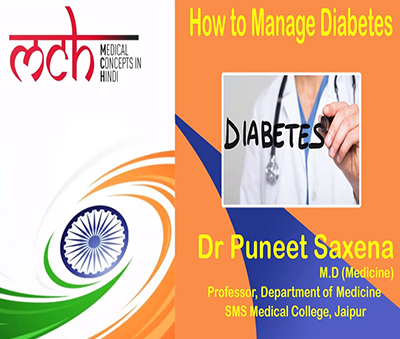 mch
MEDICAL
CONCEPTS IN
HINDI
How to Manage Diabetes
DIABETES
Dr Puneet Saxena
M.D (Medicine)
Professor, Department of Medicine
SMS Medical College, Jaipur